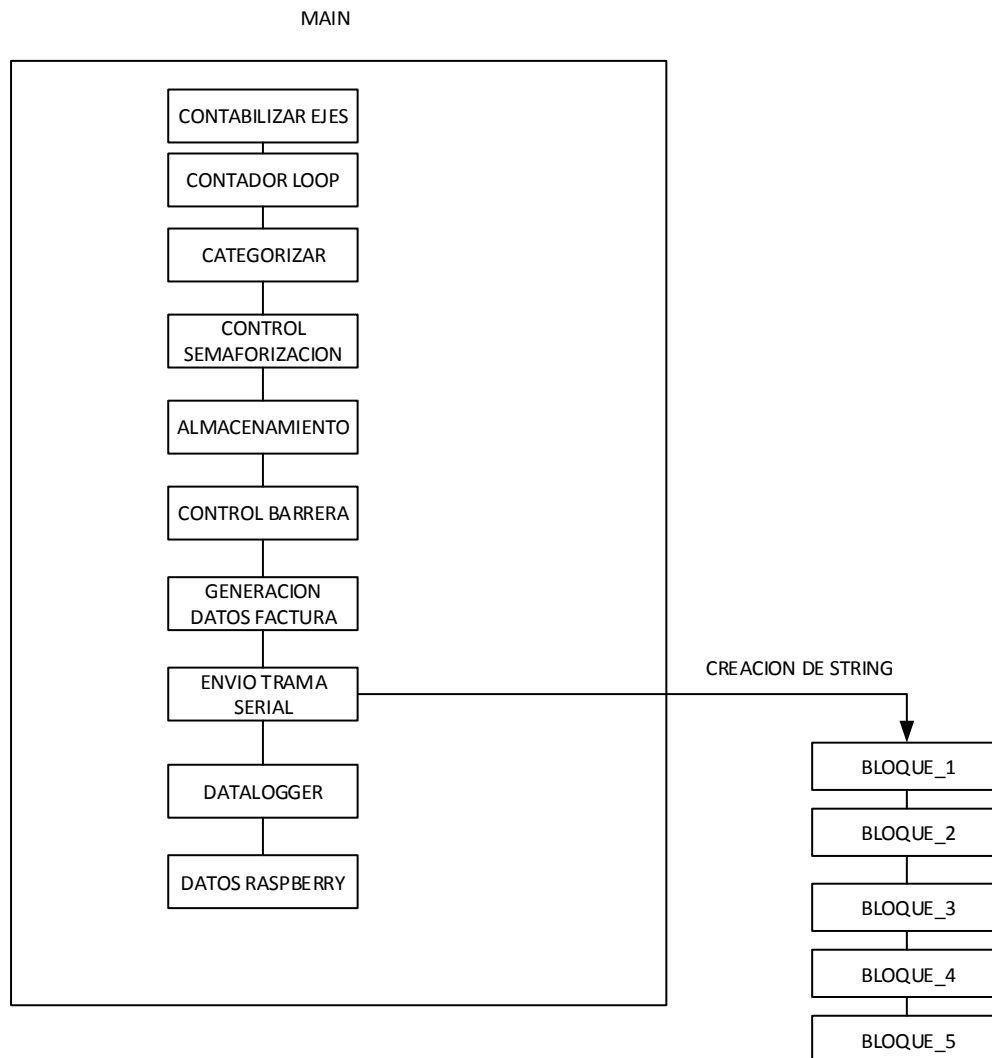 MAIN
CONTABILIZAR EJES
CONTADOR LOOP
CATEGORIZAR
CONTROL
SEMAFORIZACION
ALMACENAMIENTO
CONTROL BARRERA
GENERACION
DATOS FACTURA
ENVIO TRAMA
SERIAL
DATALOGGER
DATOS RASPBERRY
CREACION DE STRING
BLOQUE_1
BLOQUE_2
BLOQUE_3
BLOQUE_4
BLOQUE_5